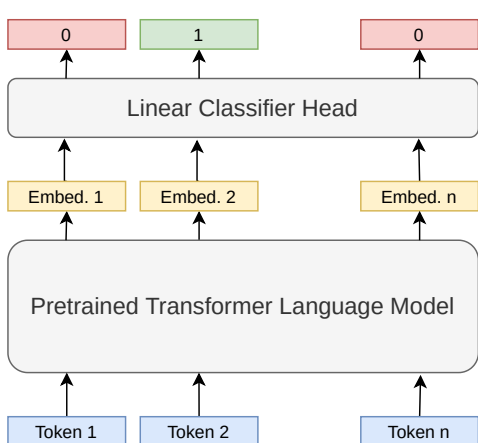 0 1 0
Linear Classifier Head
Embed. 1 Embed. 2 Embed. n
Pretrained Transformer Language Model
Token 1 Token 2 Token n